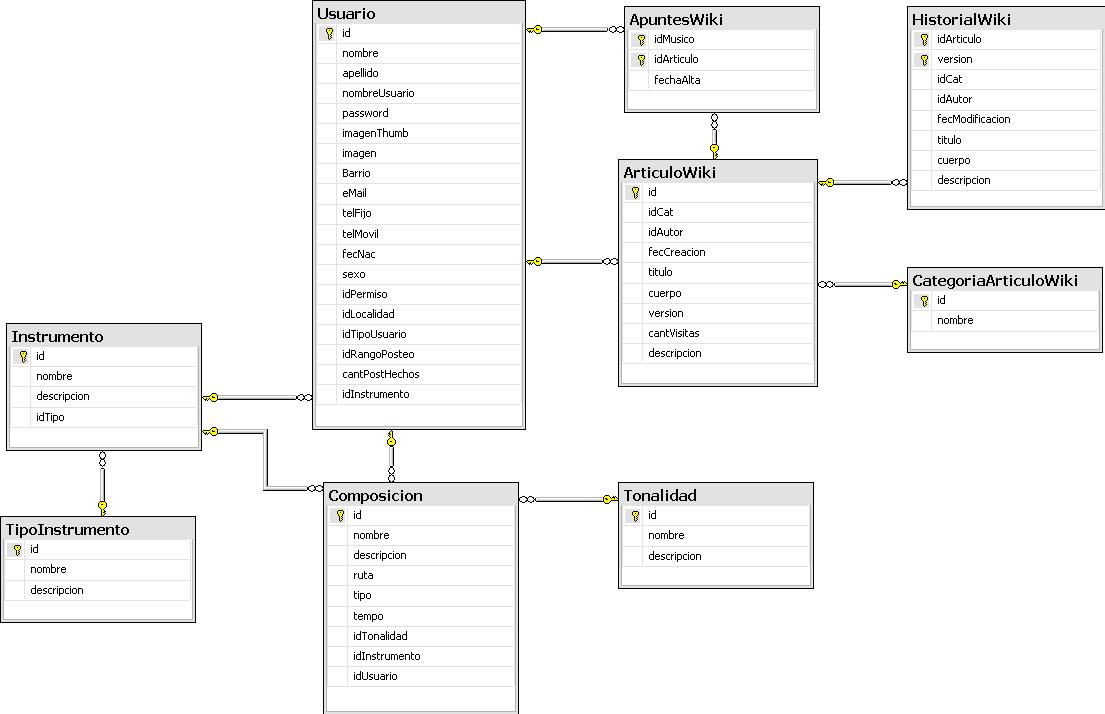 Usuario
id
nombre
apellido
nombreUsuario
password
imagenThumb
imagen
Barrio
eMail
telFijo
telMovil
fecNac
sexo
idPermiso
idLocalidad
idTipoUsuario
idRangoPosteo
cantPostHechos
idInstrumento
ApuntesWiki
idMusico
idArticulo
fechaAlta
HistorialWiki
idArticulo
version
idCat
idAutor
fecModificacion
titulo
cuerpo
descripcion
ArticuloWiki
id
idCat
idAutor
fecCreacion
titulo
cuerpo
version
cantVisitas
descripcion
CategoriaArticuloWiki
id
nombre
Instrumento
id
nombre
descripcion
idTipo
TipoInstrumento
id
nombre
descripcion
Composicion
id
nombre
descripcion
ruta
tipo
tempo
idTonalidad
idInstrumento
idUsuario
Tonalidad
id
nombre
descripcion